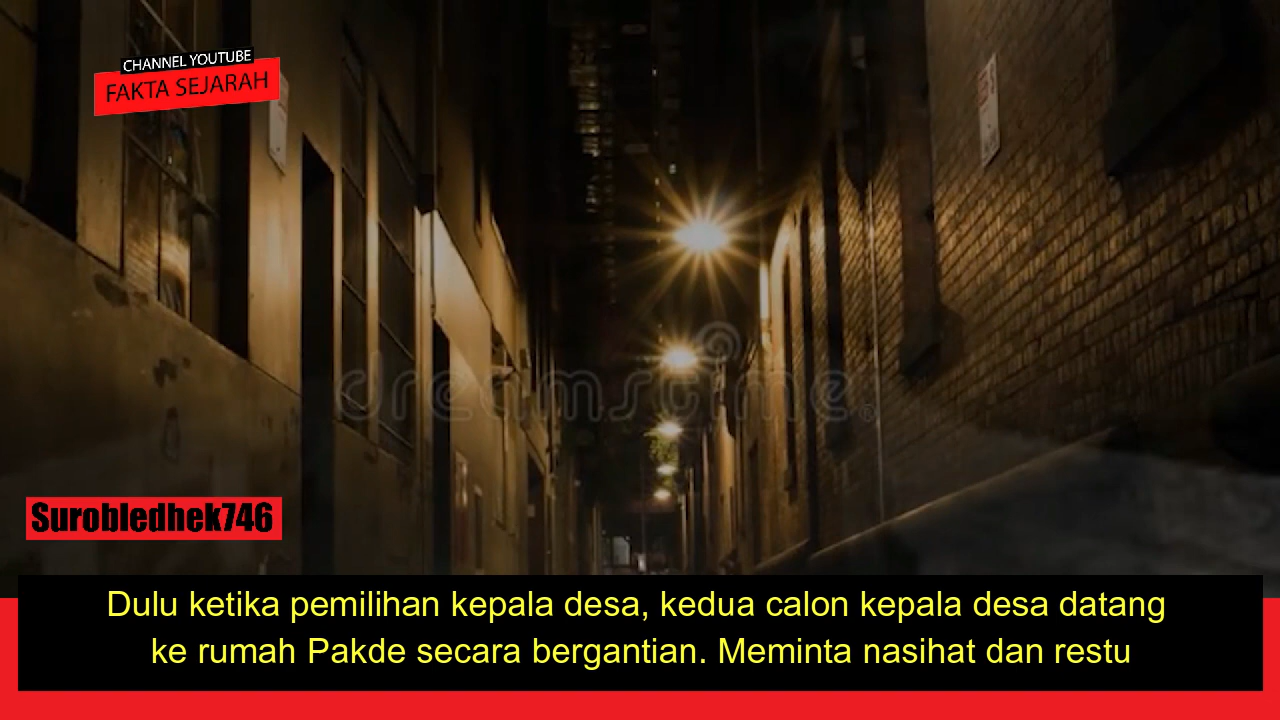 CHANNEL YOUTUBE
FAKTA SEJARAH
dreamstime
Surobledhek746
Dulu ketika pemilihan kepala desa, kedua calon kepala desa datang
ke rumah Pakde secara bergantian. Meminta nasihat dan restu